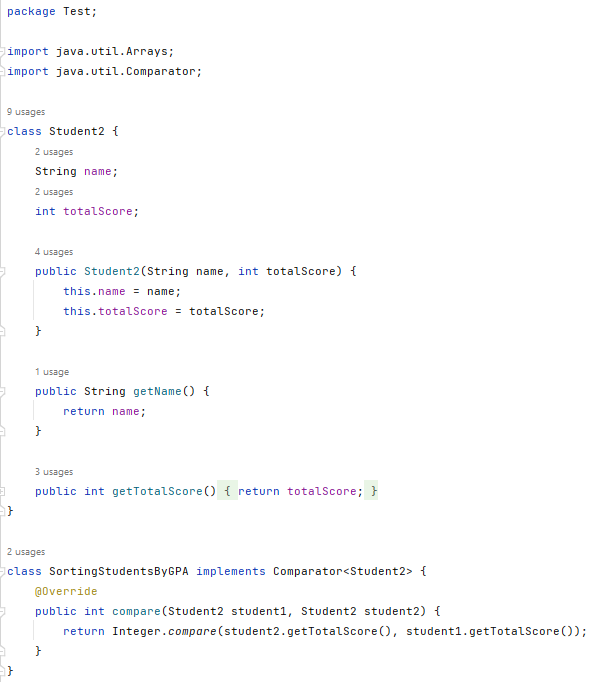 package Test;
import java.util.Arrays;
import java.util.Comparator;
9 usages
class Student2 {
2 usages
String name;
2 usages
int totalScore;
4 usages
public Student2(String name, int totalScore) {
this.name = name;
this.totalScore = totalScore;
}
1 usage
public String getName() {
return name;
}
3 usages
public int getTotalScore() { return totalScore; }
}
2 usages
class SortingStudentsByGPA implements Comparator<Student2> {
@Override
public int compare(Student2 student1, Student2 student2) {
return Integer.compare(student2.getTotalScore(), student1.getTotalScore());
}
}